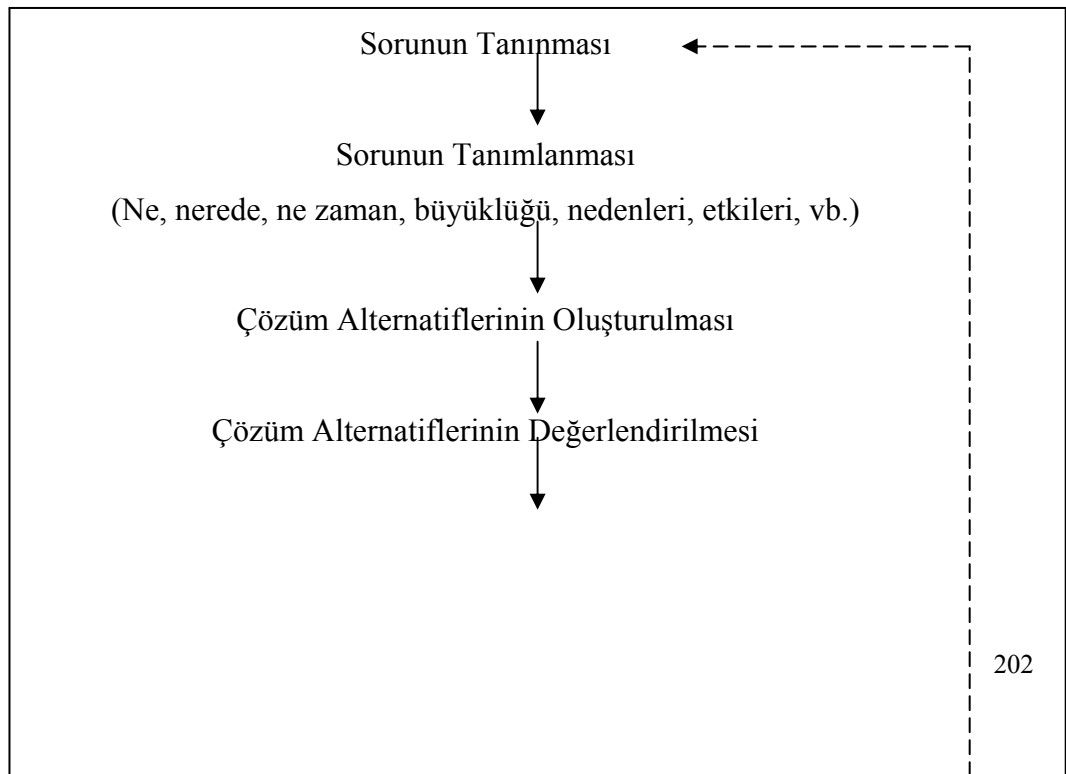 Sorunun Tanınması
Sorunun Tanımlanması
(Ne, nerede, ne zaman, büyüklüğü, nedenleri, etkileri, vb.)
Çözüm Alternatiflerinin Oluşturulması
Çözüm Alternatiflerinin Değerlendirilmesi
202